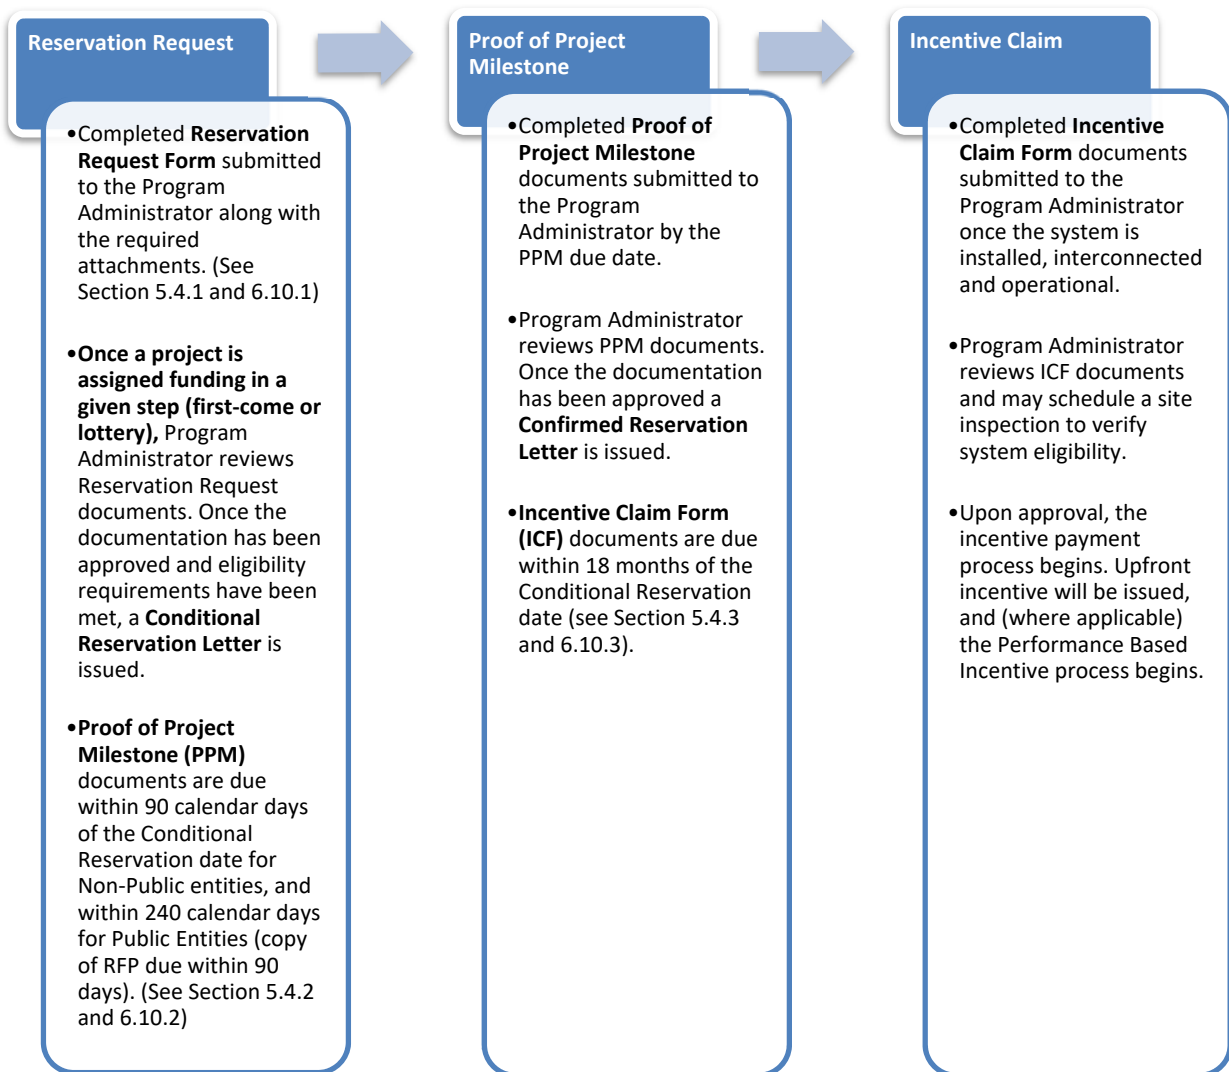 Reservation Request
•Completed Reservation
Request Form submitted
to the Program
Administrator along with
the required
attachments. (See
Section 5.4.1 and 6.10.1)
•Once a project is
assigned funding in a
given step (first-come or
lottery), Program
Administrator reviews
Reservation Request
documents. Once the
documentation has been
approved and eligibility
requirements have been
met, a Conditional
Reservation Letter is
issued.
•Proof of Project
Milestone (PPM)
documents are due
within 90 calendar days
of the Conditional
Reservation date for
Non-Public entities, and
within 240 calendar days
for Public Entities (copy
of RFP due within 90
days). (See Section 5.4.2
and 6.10.2)
Proof of Project
Milestone
•Completed Proof of
Project Milestone
documents submitted to
the Program
Administrator by the
PPM due date.
•Program Administrator
reviews PPM documents.
Once the documentation
has been approved a
Confirmed Reservation
Letter is issued.
•Incentive Claim Form
(ICF) documents are due
within 18 months of the
Conditional Reservation
date (see Section 5.4.3
and 6.10.3).
Incentive Claim
•Completed Incentive
Claim Form documents
submitted to the
Program Administrator
once the system is
installed, interconnected
and operational.
•Program Administrator
reviews ICF documents
and may schedule a site
inspection to verify
system eligibility.
•Upon approval, the
incentive payment
process begins. Upfront
incentive will be issued,
and (where applicable)
the Performance Based
Incentive process begins.